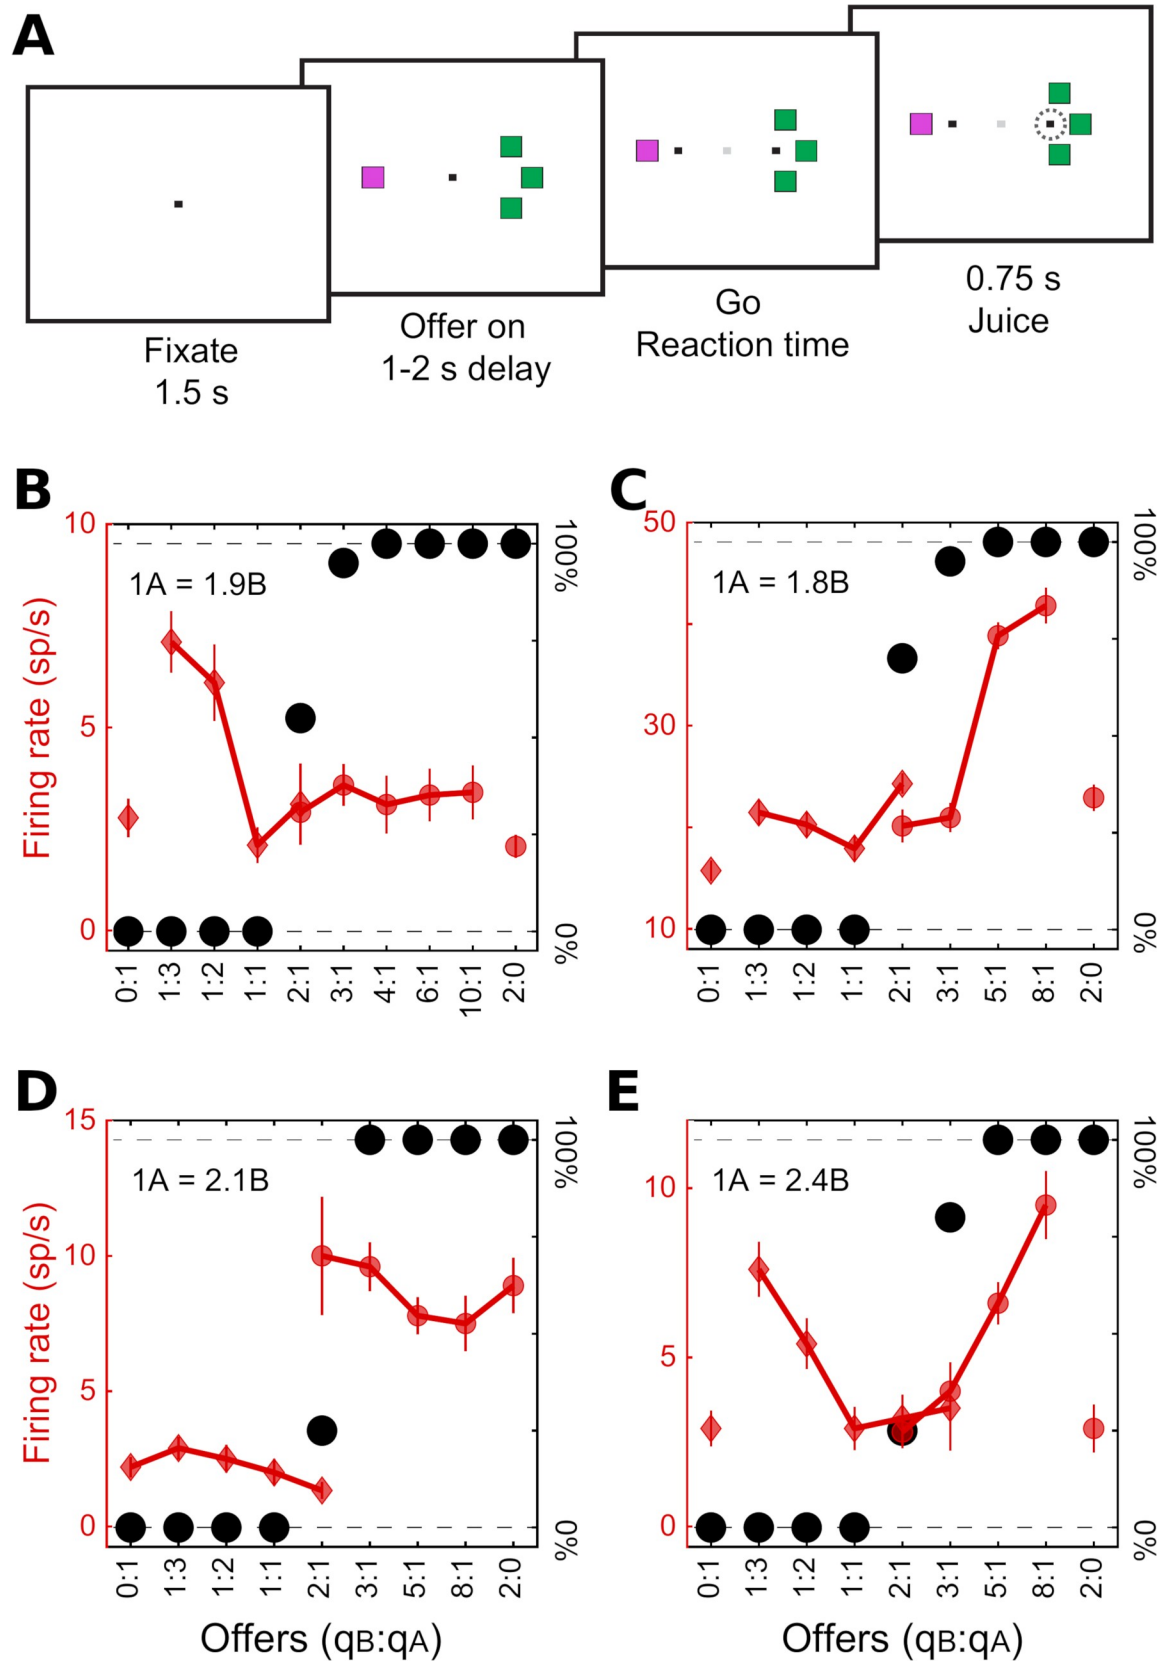 A
Fixate
1.5 s
Offer on
1-2 s delay
Go
Reaction time
0.75 s
Juice
B
Firing rate (sp/s)
10
5
0
1A = 1.9B
100%
0%
0:1 1:3 1:2 1:1 2:1 3:1 4:1 6:1 10:1 2:0
C
50
30
10
1A = 1.8B
100%
0%
0:1 1:3 1:2 1:1 2:1 3:1 5:1 8:1 2:0
D
Firing rate (sp/s)
15
10
5
0
1A = 2.1B
100%
0%
0:1 1:3 1:2 1:1 2:1 3:1 5:1 8:1 2:0
Offers (qB:qA)
E
10
5
0
1A = 2.4B
100%
0%
0:1 1:3 1:2 1:1 2:1 3:1 5:1 8:1 2:0
Offers (qB:qA)